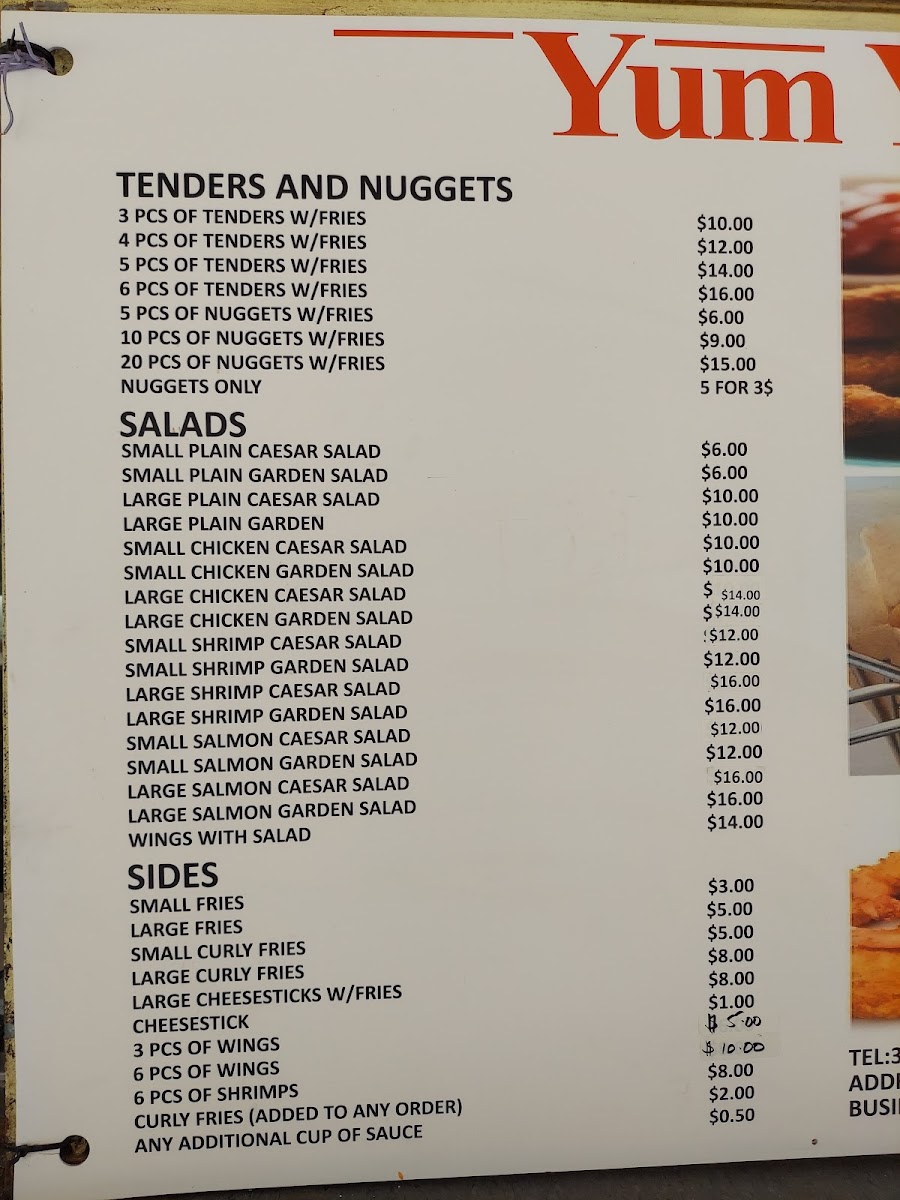 Yum
TENDERS AND NUGGETS
3 PCS OF TENDERS W/FRIES $10.00
4 PCS OF TENDERS W/FRIES $12.00
5 PCS OF TENDERS W/FRIES $14.00
6 PCS OF TENDERS W/FRIES $16.00
5 PCS OF NUGGETS W/FRIES $6.00
10 PCS OF NUGGETS W/FRIES $9.00
20 PCS OF NUGGETS W/FRIES $15.00
NUGGETS ONLY 5 FOR 3$
SALADS
SMALL PLAIN CAESAR SALAD $6.00
SMALL PLAIN GARDEN SALAD $6.00
LARGE PLAIN CAESAR SALAD $10.00
LARGE PLAIN GARDEN $10.00
SMALL CHICKEN CAESAR SALAD $10.00
SMALL CHICKEN GARDEN SALAD $10.00
LARGE CHICKEN CAESAR SALAD $ $14.00
LARGE CHICKEN GARDEN SALAD $ $14.00
SMALL SHRIMP CAESAR SALAD $12.00
SMALL SHRIMP GARDEN SALAD $12.00
LARGE SHRIMP CAESAR SALAD $16.00
LARGE SHRIMP GARDEN SALAD $16.00
SMALL SALMON CAESAR SALAD $12.00
SMALL SALMON GARDEN SALAD $12.00
LARGE SALMON CAESAR SALAD $16.00
LARGE SALMON GARDEN SALAD $16.00
WINGS WITH SALAD $14.00
SIDES
SMALL FRIES $3.00
LARGE FRIES $5.00
SMALL CURLY FRIES $5.00
LARGE CURLY FRIES $8.00
LARGE CHEESESTICKS W/FRIES $8.00
CHEESESTICK $1.00
3 PCS OF WINGS $5.00
6 PCS OF WINGS $10.00
6 PCS OF SHRIMPS $8.00
CURLY FRIES (ADDED TO ANY ORDER) $2.00
ANY ADDITIONAL CUP OF SAUCE $0.50
TEL:3